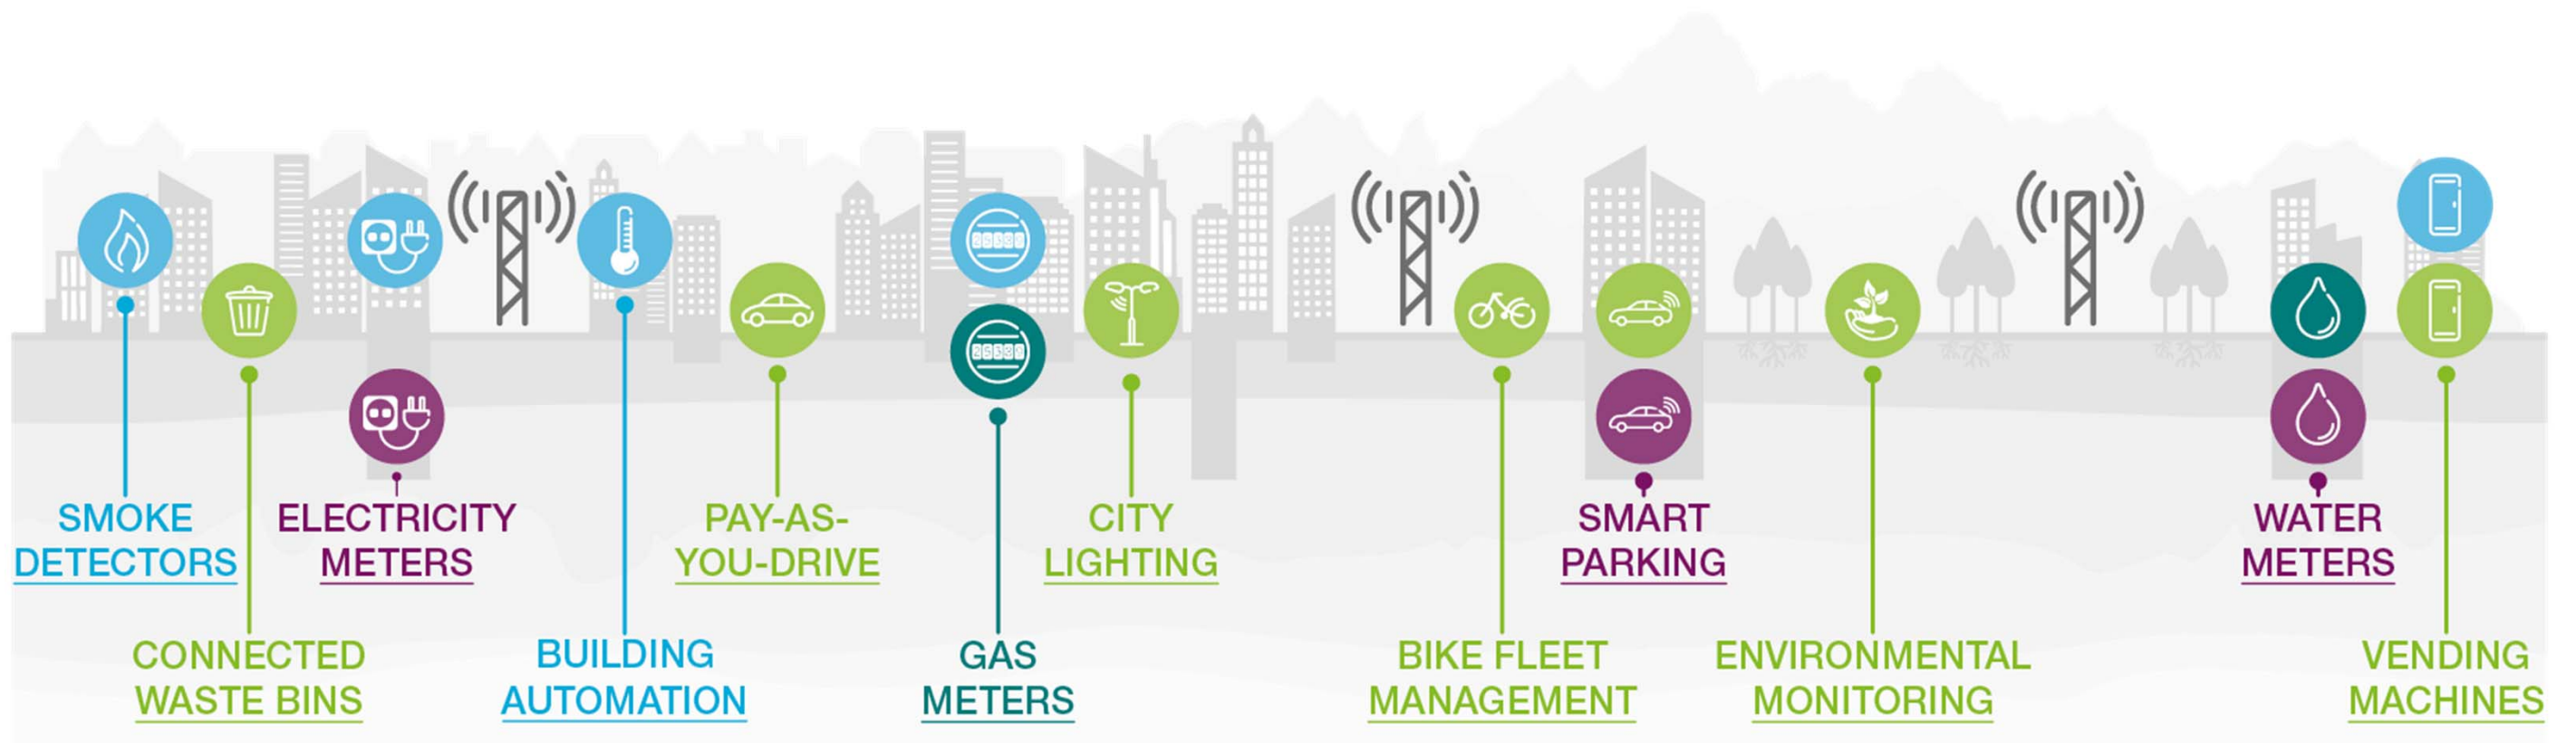 SMOKE
DETECTORS
CONNECTED
WASTE BINS
ELECTRICITY
METERS
BUILDING
AUTOMATION
PAY-AS-
YOU-DRIVE
GAS
METERS
CITY
LIGHTING
BIKE FLEET
MANAGEMENT
SMART
PARKING
ENVIRONMENTAL
MONITORING
WATER
METERS
VENDING
MACHINES